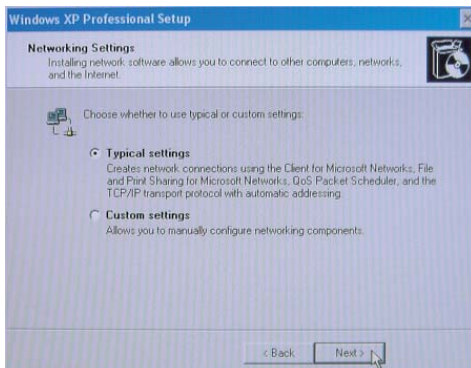 Windows XP Professional Setup
Networking Settings
Installing network software allows you to connect to other computers, networks,
and the Internet.
Choose whether to use typical or custom settings:
Typical settings
Creates network connections using the Client for Microsoft Networks, File
and Print Sharing for Microsoft Networks, QoS Packet Scheduler, and the
TCP/IP transport protocol with automatic addressing.
Custom settings
Allows you to manually configure networking components.
< Back
Next >